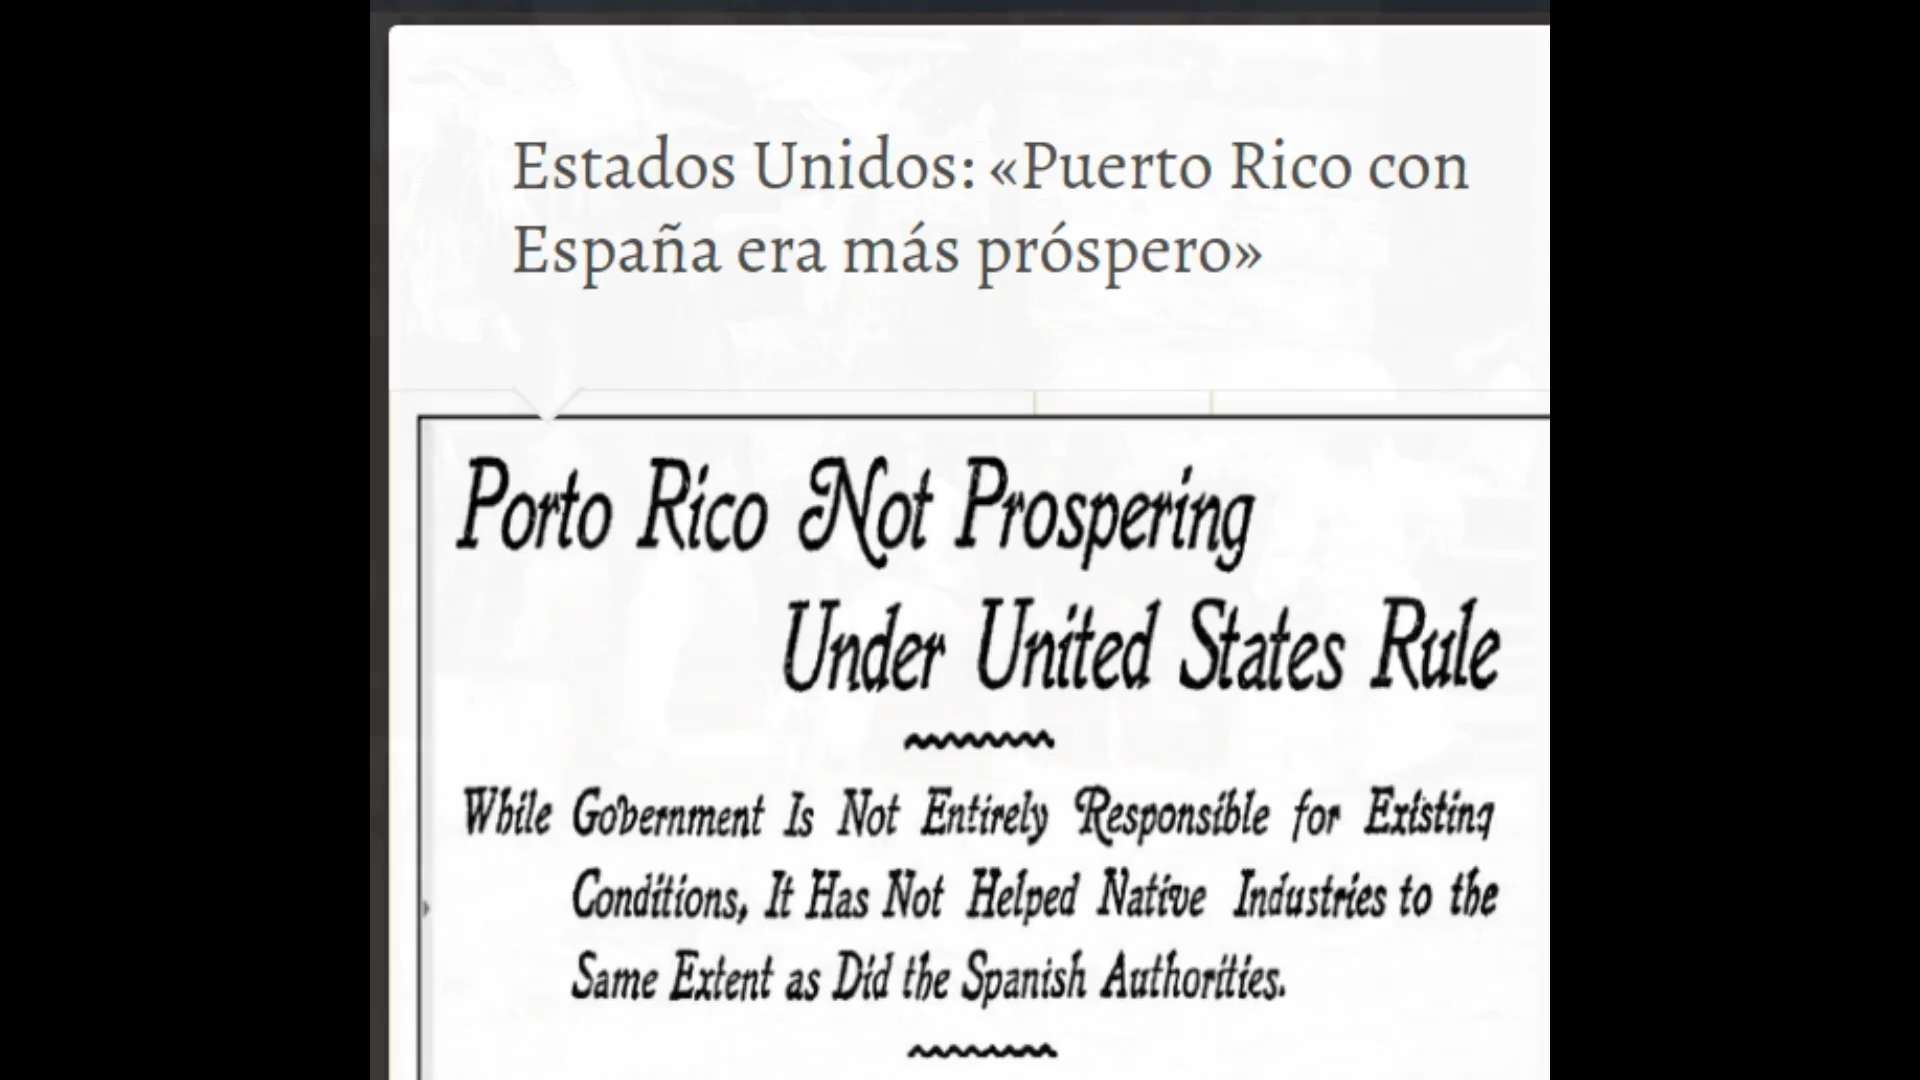 Estados Unidos: «Puerto Rico con
España era más próspero»
Porto Rico Not Prospering
Under United States Rule
While Government Is Not Entirely Responsible for Existing
Conditions, It Has Not Helped Native Industries to the
Same Extent as Did the Spanish Authorities.